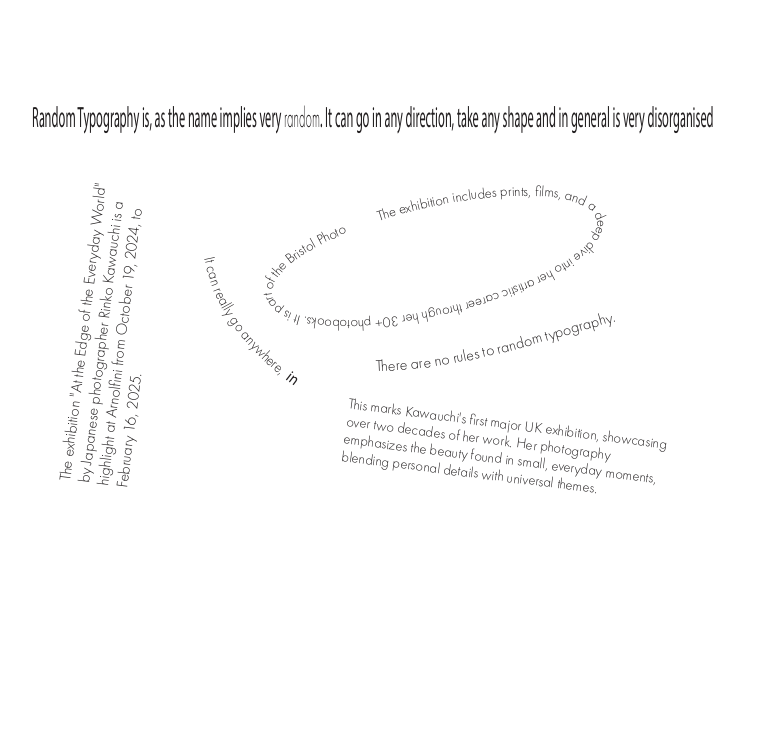 Random Typography is, as the name implies very random. It can go in any direction, take any shape and in general is very disorganised
The exhibition "At the Edge of the Everyday World"
by Japanese photographer Rinko Kawauchi is a
highlight at Arnolfini from October 19, 2024, to
February 16, 2025.
It can really go anywhere, in
The exhibition includes prints, films, and a deep dive into her artistic career through her 30+ photobooks. It is part of the Bristol Photo
There are no rules to random typography.
This marks Kawauchi's first major UK exhibition, showcasing
over two decades of her work. Her photography
emphasizes the beauty found in small, everyday moments,
blending personal details with universal themes.